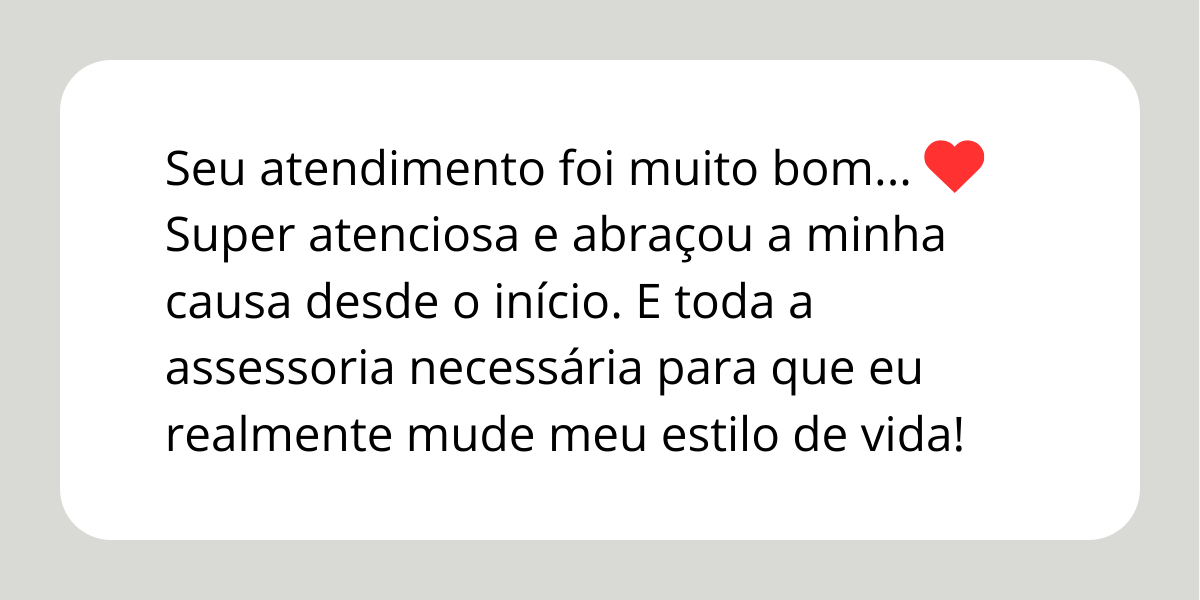 Seu atendimento foi muito bom... ❤
Super atenciosa e abraçou a minha
causa desde o início. E toda a
assessoria necessária para que eu
realmente mude meu estilo de vida!